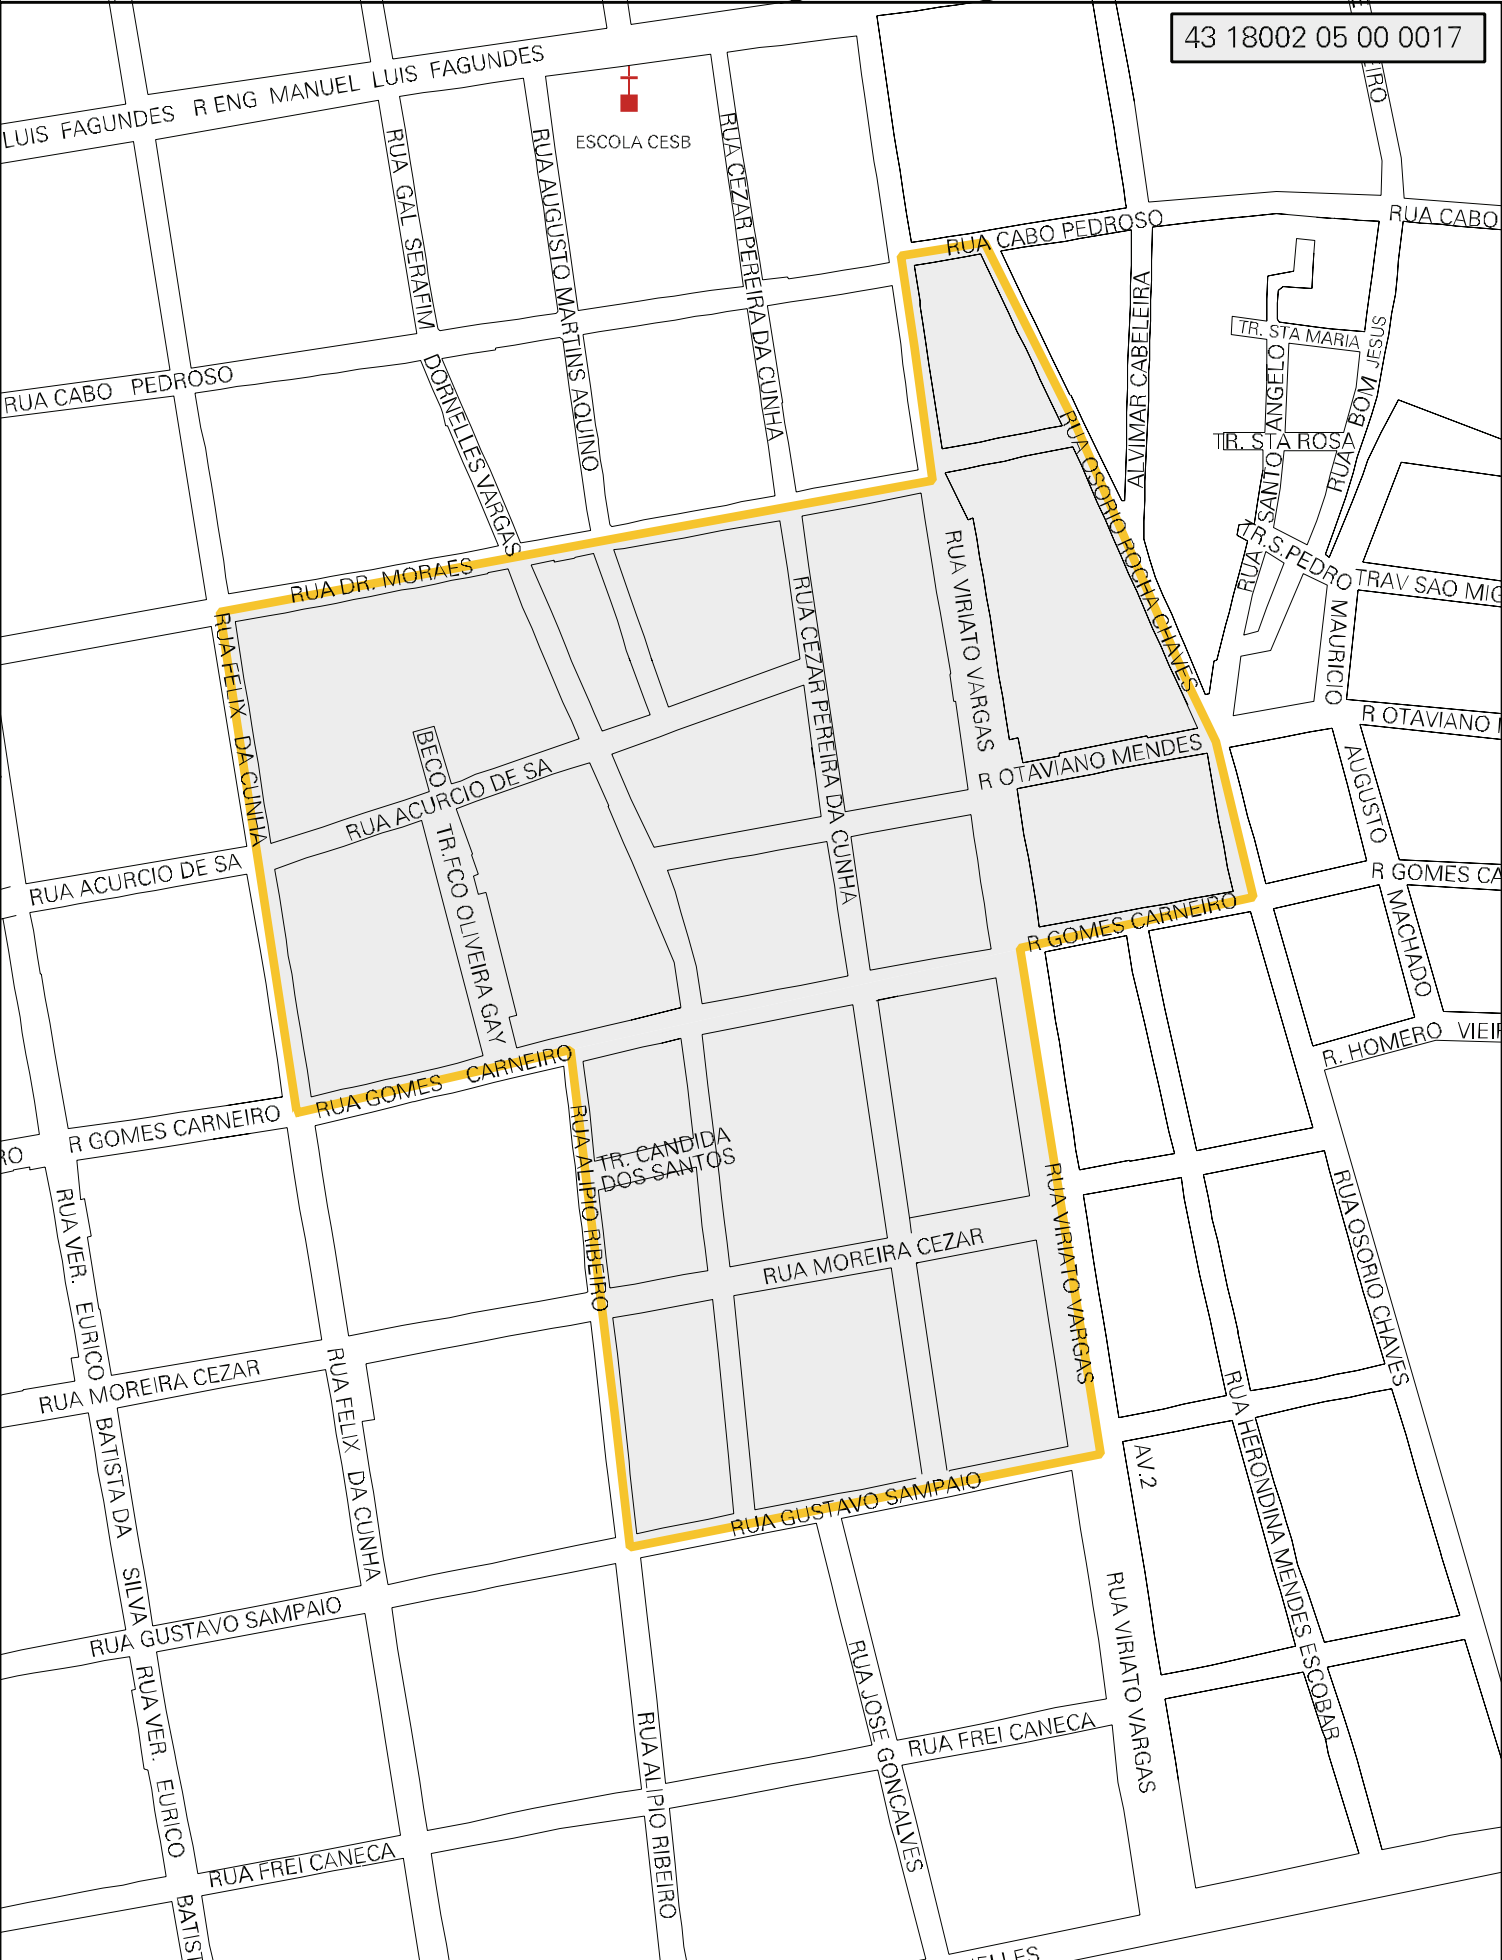 43 18002 05 00 0017
LUIS FAGUNDES
R ENG MANUEL LUIS FAGUNDES
ESCOLA CESB
RUA GAL SERAFIM
DORNELLES VARGAS
RUA AUGUSTO MARTINS AQUINO
RUA CEZAR PEREIRA DA CUNHA
RUA CABO PEDROSO
RUA CABO
RUA CABO PEDROSO
ALVIMAR CABELEIRA
TR. STA MARIA
RUA BOM JESUS
TR. STA ROSA
RUA SANTO ANGELO
TR.S.PEDRO
TRAV SAO MIG
MAURICIO
RUA OSORIO ROCHA CHAVES
RUA DR. MORAES
RUA FELIX DA CUNHA
RUA VIRIATO VARGAS
RUA CEZAR PEREIRA DA CUNHA
R OTAVIANO
R OTAVIANO MENDES
BECO
RUA ACURCIO DE SA
RUA ACURCIO DE SA
TR.FCO OLIVEIRA GAY
AUGUSTO
MACHADO
R GOMES CA
R GOMES CARNEIRO
R. HOMERO VIEI
RUA GOMES CARNEIRO
R GOMES CARNEIRO
RO
TR. CANDIDA
DOS SANTOS
RUA ALIPIO RIBEIRO
RUA VIRIATO VARGAS
RUA OSORIO CHAVES
RUA MOREIRA CEZAR
RUA VER. EURICO
BATISTA DA SILVA
RUA MOREIRA CEZAR
RUA FELIX DA CUNHA
RUA HERONDINA MENDES ESCOBAR
AV.2
RUA GUSTAVO SAMPAIO
RUA GUSTAVO SAMPAIO
RUA VIRIATO VARGAS
RUA JOSE GONCALVES
RUA VER. EURICO
BATIST
RUA ALIPIO RIBEIRO
RUA FREI CANECA
RUA FREI CANECA